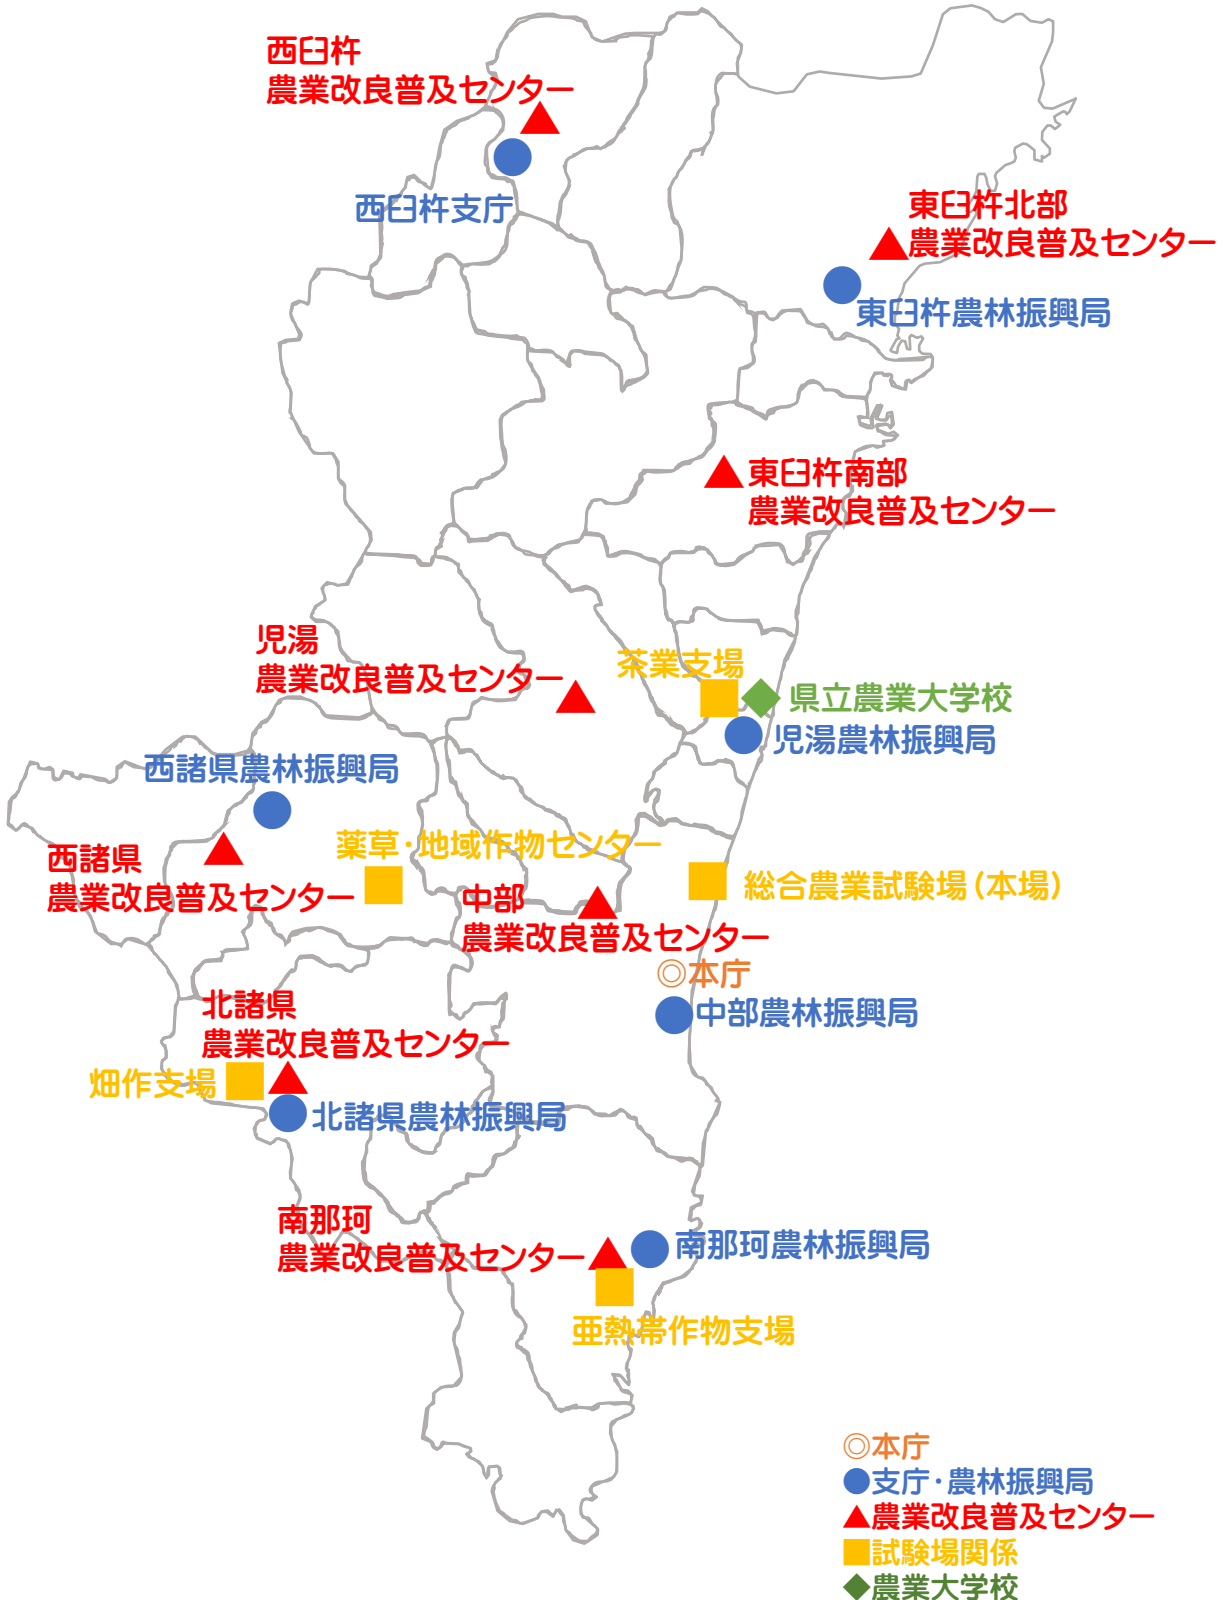 西臼杵
農業改良普及センター
西臼杵支庁
東臼杵北部
農業改良普及センター
東臼杵農林振興局
東臼杵南部
農業改良普及センター
児湯
農業改良普及センター
茶業支場
県立農業大学校
児湯農林振興局
西諸県農林振興局
西諸県
農業改良普及センター
薬草・地域作物センター
総合農業試験場(本場)
中部
農業改良普及センター
◎本庁
中部農林振興局
北諸県
農業改良普及センター
畑作支場
北諸県農林振興局
南那珂
農業改良普及センター
南那珂農林振興局
亜熱帯作物支場
◎本庁
●支庁・農林振興局
▲農業改良普及センター
■試験場関係
◆農業大学校